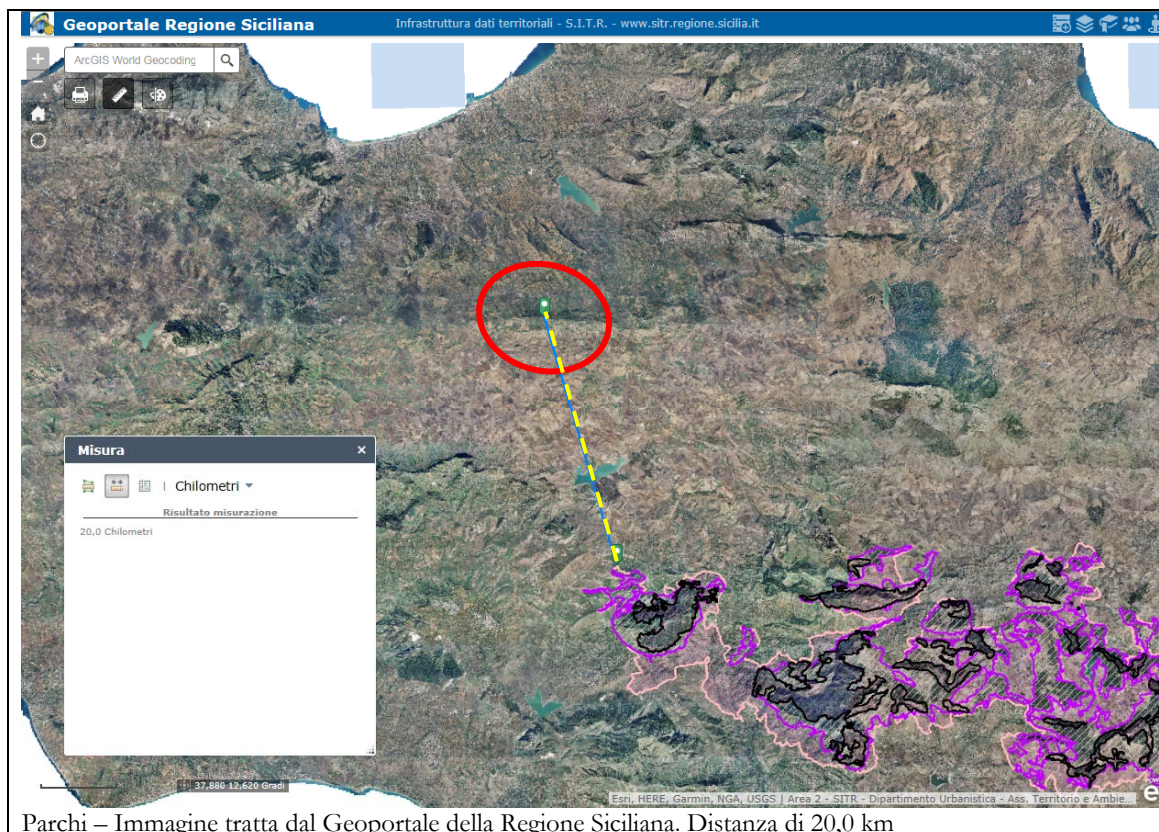 Geoportale Regione Siciliana
Infrastruttura dati territoriali - S.I.T.R. - www.sitr.regione.sicilia.it
ArcGIS World Geocoding
Misura
Chilometri
Risultato misurazione
20,0 Chilometri
37,880 12,620 Gradi
Esri, HERE, Garmin, NGA, USGS | Area 2 - SITR - Dipartimento Urbanistica - Ass. Territorio e Ambie...
Parchi – Immagine tratta dal Geoportale della Regione Siciliana. Distanza di 20,0 km